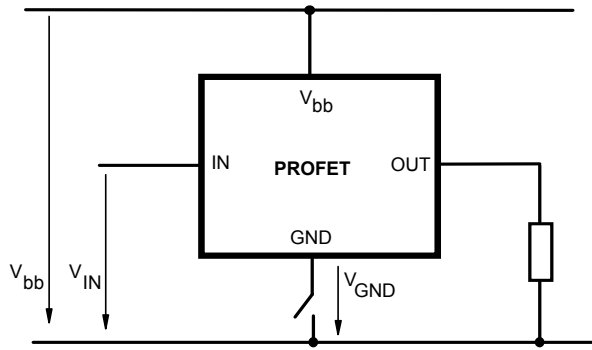 V_bb
IN
PROFET
OUT
GND
V_bb
V_IN
V_GND